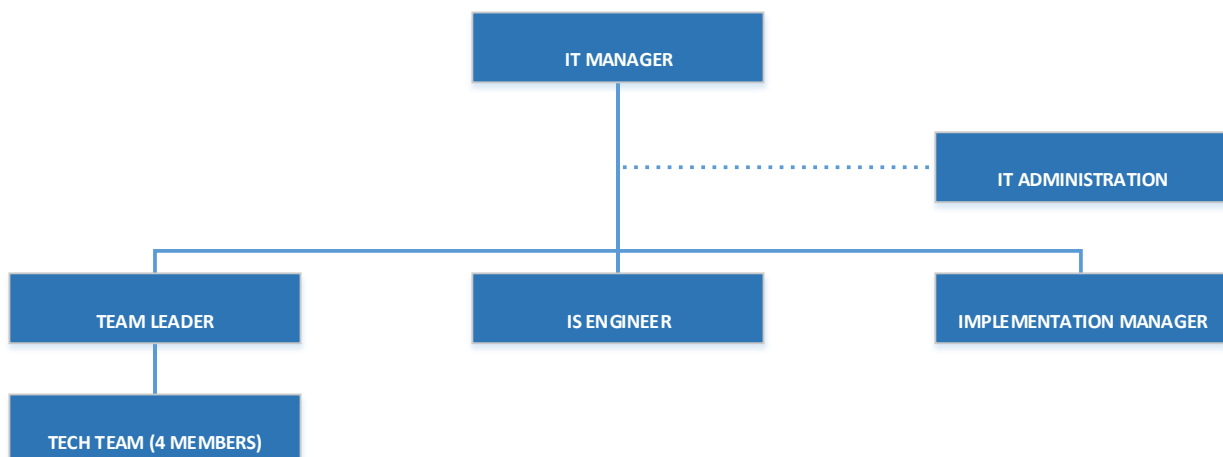 IT MANAGER
IT ADMINISTRATION
TEAM LEADER
IS ENGINEER
IMPLEMENTATION MANAGER
TECH TEAM (4 MEMBERS)